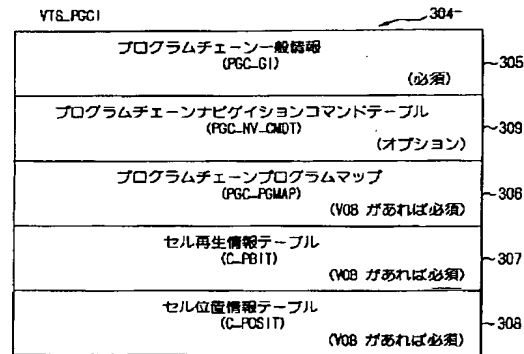 VTS_PGCI
304
プログラムチェーン一般情報
(PGC_GI)
(必須)
305
プログラムチェーンナビゲイションコマンドテーブル
(PGC_NV_CMDT)
(オプション)
309
プログラムチェーンプログラムマップ
(PGC_PGMAP)
(VOB があれば必須)
306
セル再生情報テーブル
(C_PBIT)
(VOB があれば必須)
307
セル位置情報テーブル
(C_POSIT)
(VOB があれば必須)
308